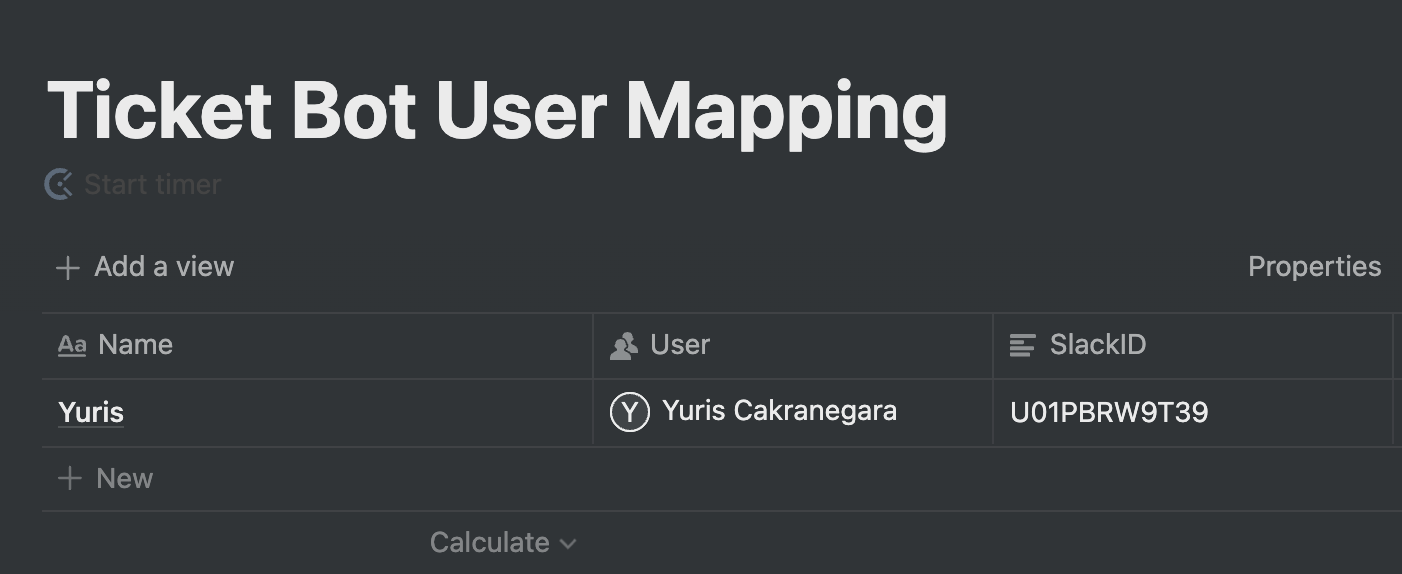 Ticket Bot User Mapping
Start timer
Add a view Properties
Aa Name User SlackID
Yuris Y Yuris Cakranegara U01PBRW9T39
New
Calculate